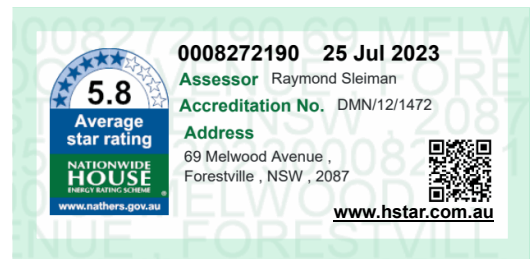 0008272190 25 Jul 2023
Assessor Raymond Sleiman
Accreditation No. DMN/12/1472
Address
69 Melwood Avenue ,
Forestville , NSW , 2087
www.hstar.com.au
5.8
Average
star rating
NATIONWIDE
HOUSE
ENERGY RATING SCHEME
www.nathers.gov.au